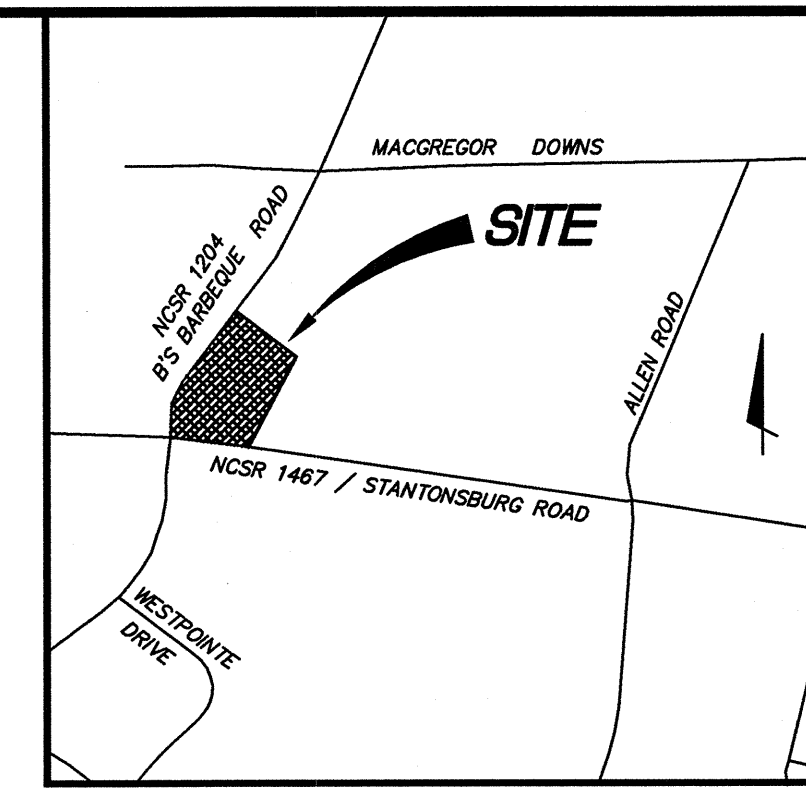 MACGREGOR DOWNS
SITE
NCSR 1204
B'S BARBEQUE ROAD
ALLEN ROAD
NCSR 1467 / STANTONSBURG ROAD
WESTPOINTE
DRIVE